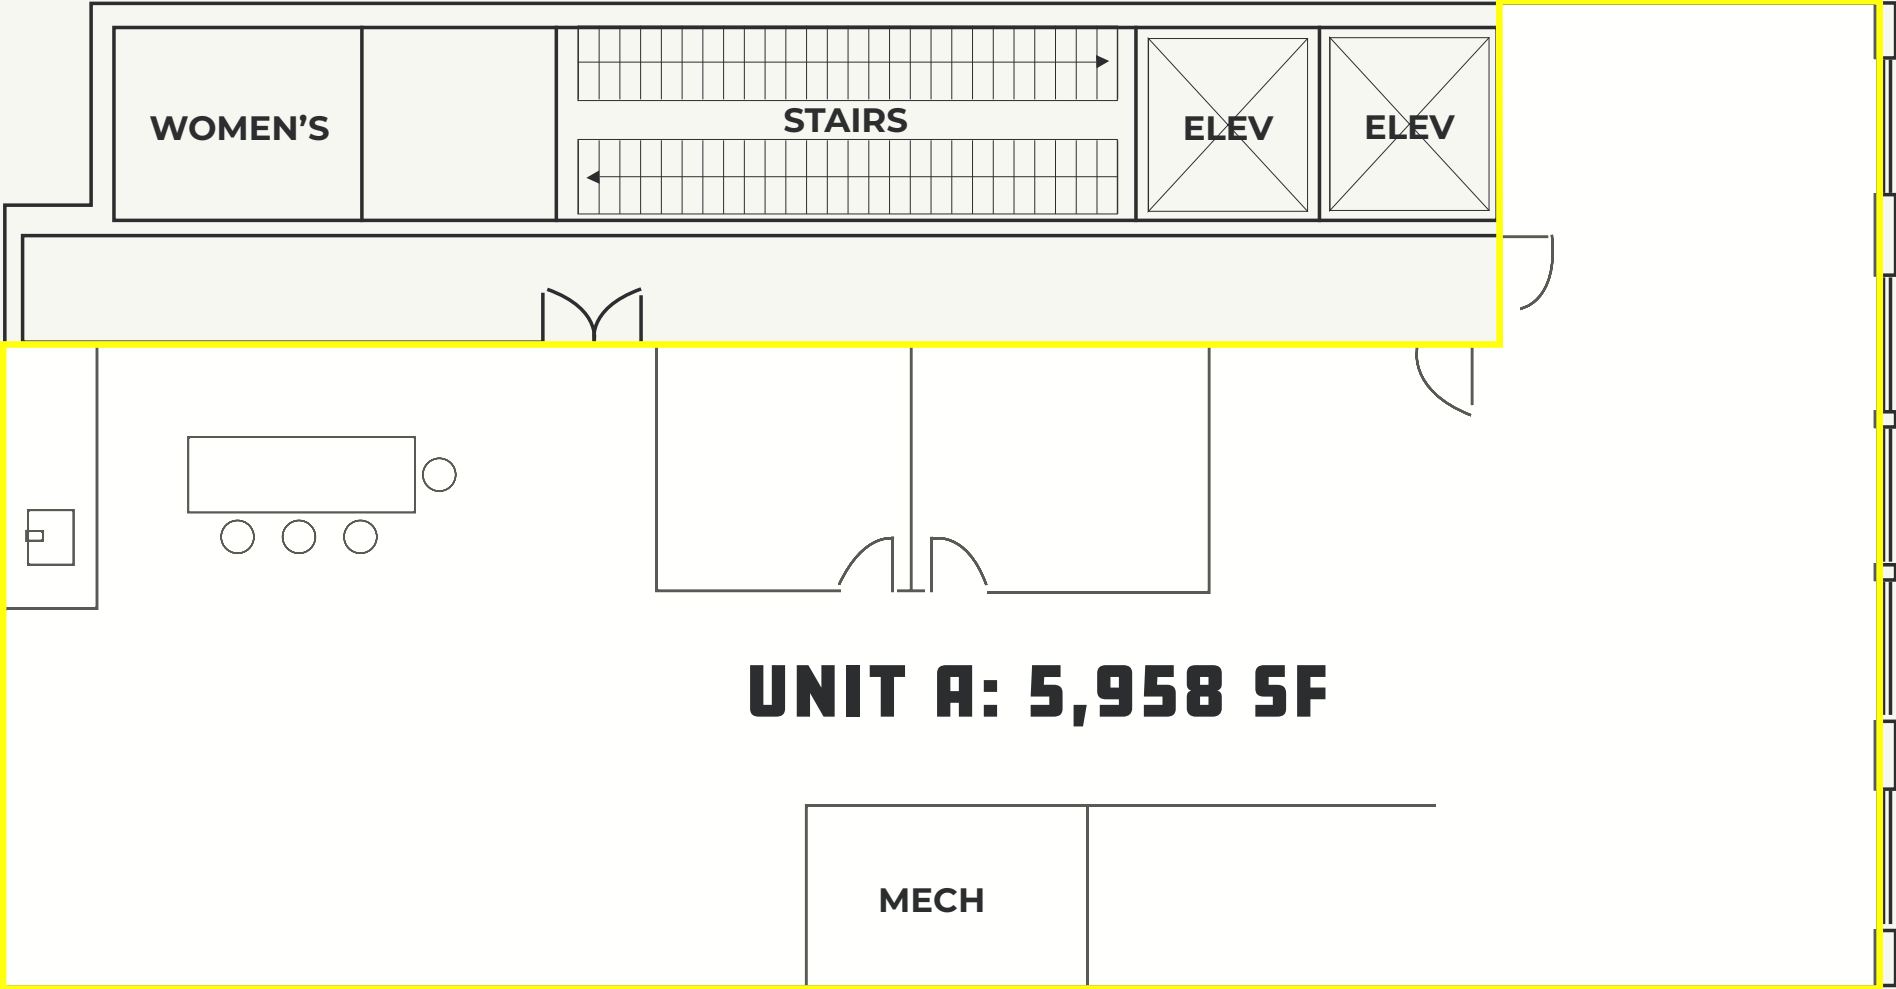 WOMEN’S
STAIRS
ELEV
ELEV
UNIT A: 5,958 SF
MECH